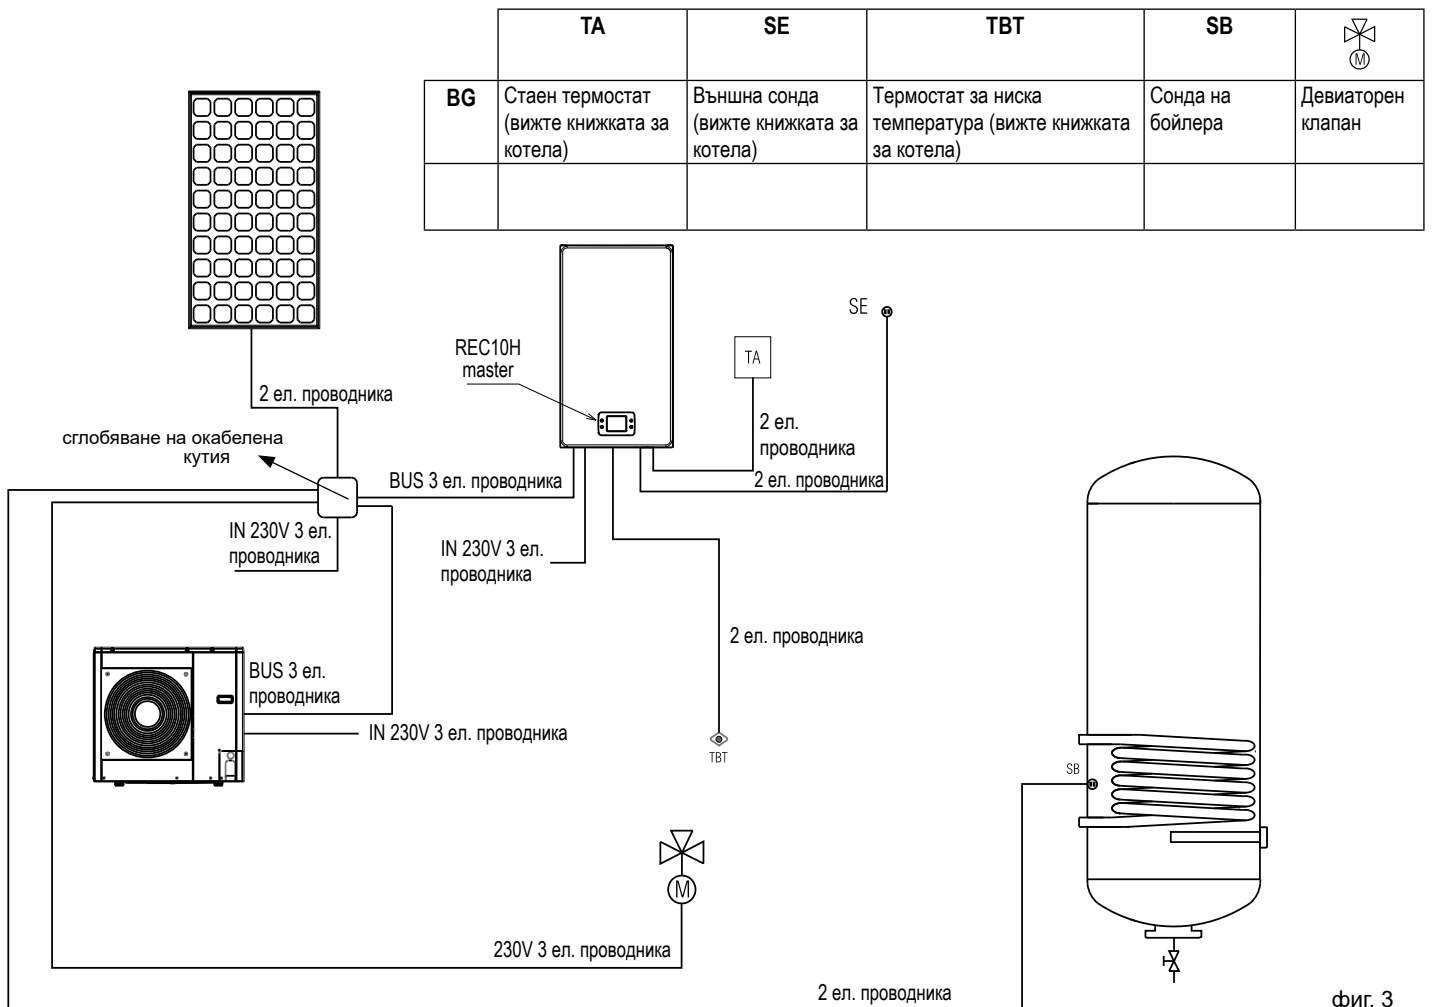 TA SE TBT SB
M
BG Стаен термостат (вижте книжката за котела) Външна сонда (вижте книжката за котела) Термостат за ниска температура (вижте книжката за котела) Сонда на бойлера Девиаторен клапан
SE
REC10H
master
TA
2 ел. проводника
2 ел.
проводника
сглобяване на окабелена
кутия
BUS 3 ел. проводника
2 ел. проводника
IN 230V 3 ел.
проводника
IN 230V 3 ел.
проводника
2 ел. проводника
BUS 3 ел.
проводника
IN 230V 3 ел. проводника
TBT
SB
M
230V 3 ел. проводника
2 ел. проводника
фиг. 3